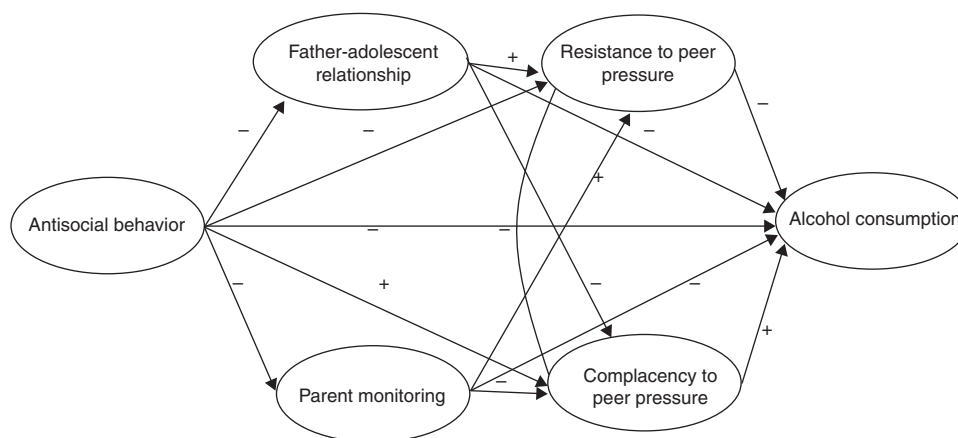 Father-adolescent
relationship
Resistance to peer
pressure
+
–
–
–
–
+
Antisocial behavior
–
–
Alcohol consumption
–
+
–
–
+
Parent monitoring
–
Complacency to
peer pressure